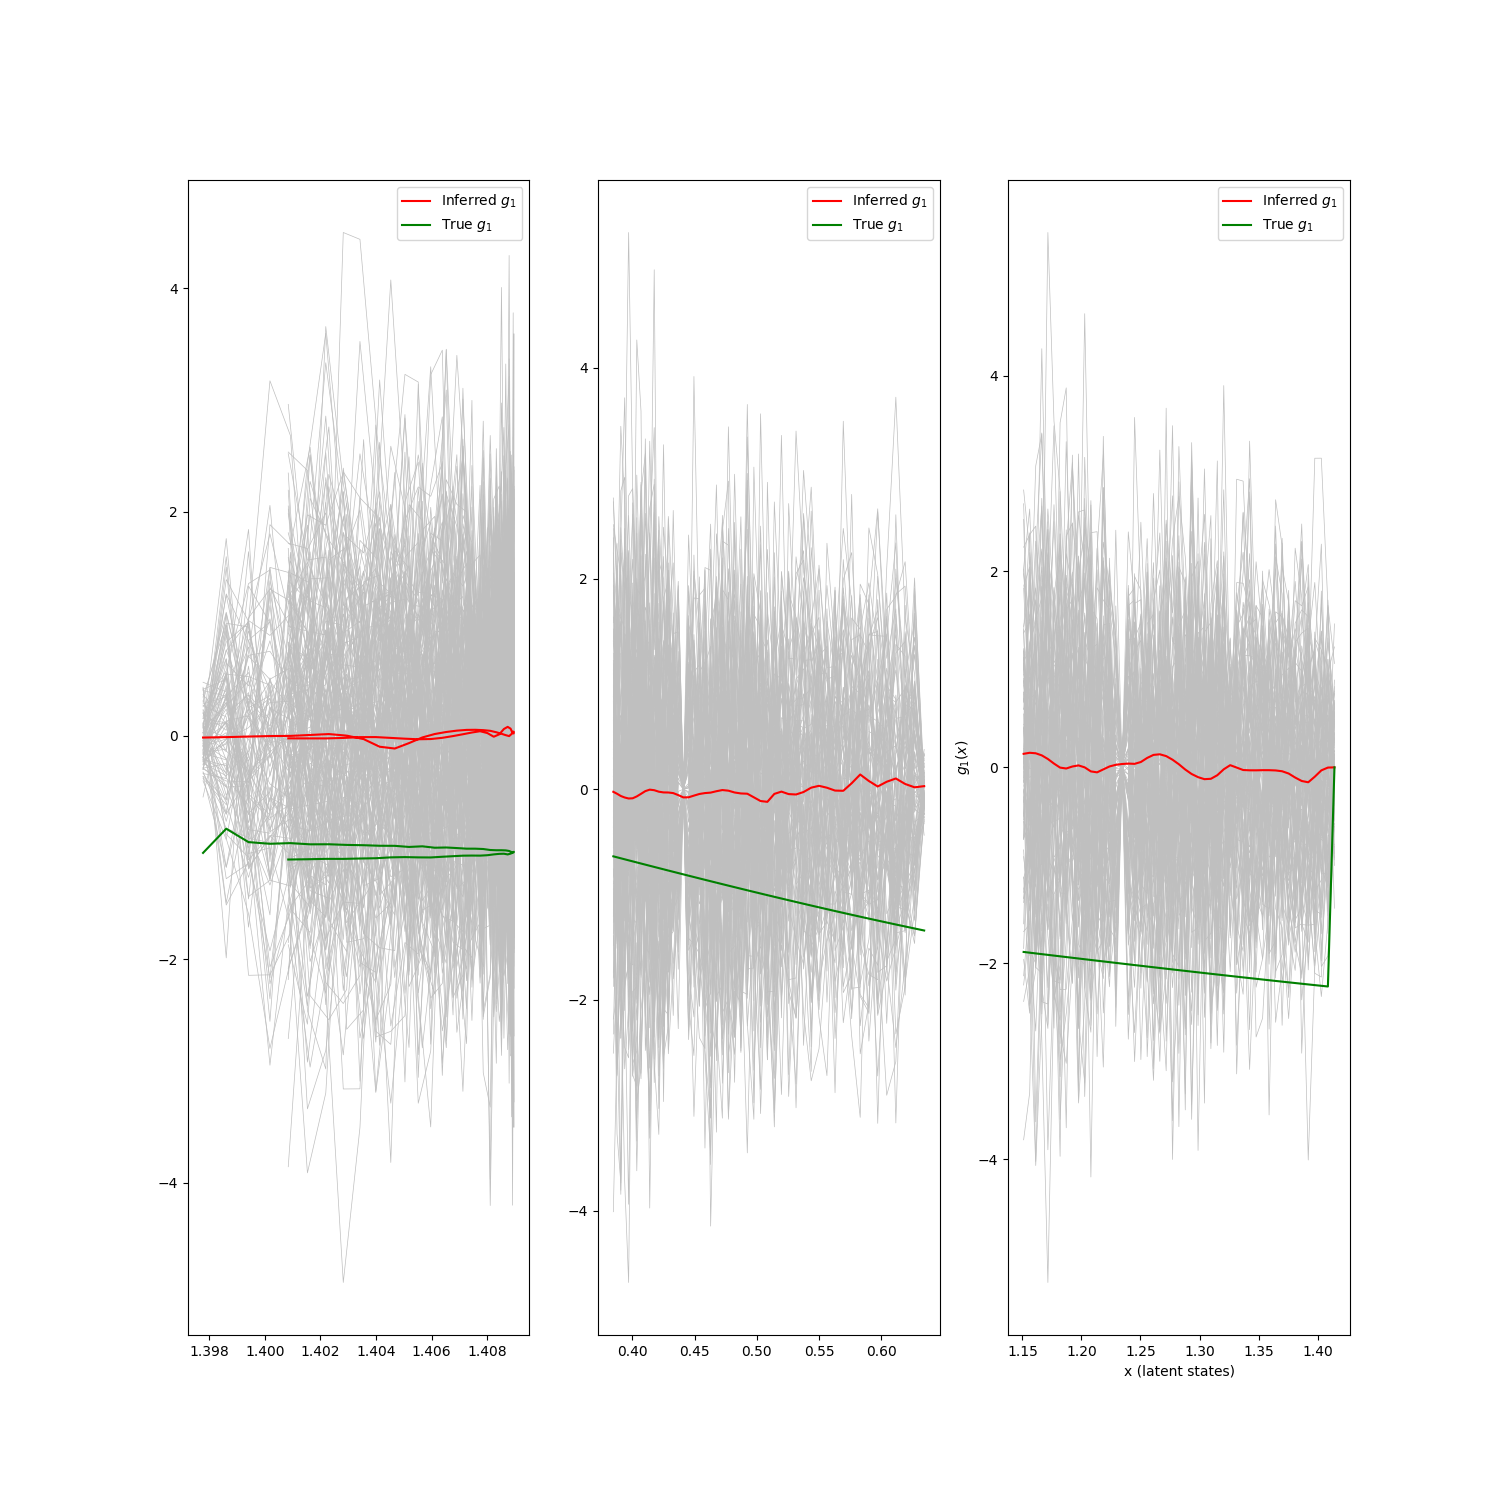 Inferred g₁
True g₁
4
2
0
−2
−4
1.398 1.400 1.402 1.404 1.406 1.408
Inferred g₁
True g₁
4
2
0
−2
−4
0.40 0.45 0.50 0.55 0.60
Inferred g₁
True g₁
g₁(x)
4
2
0
−2
−4
1.15 1.20 1.25 1.30 1.35 1.40
x (latent states)